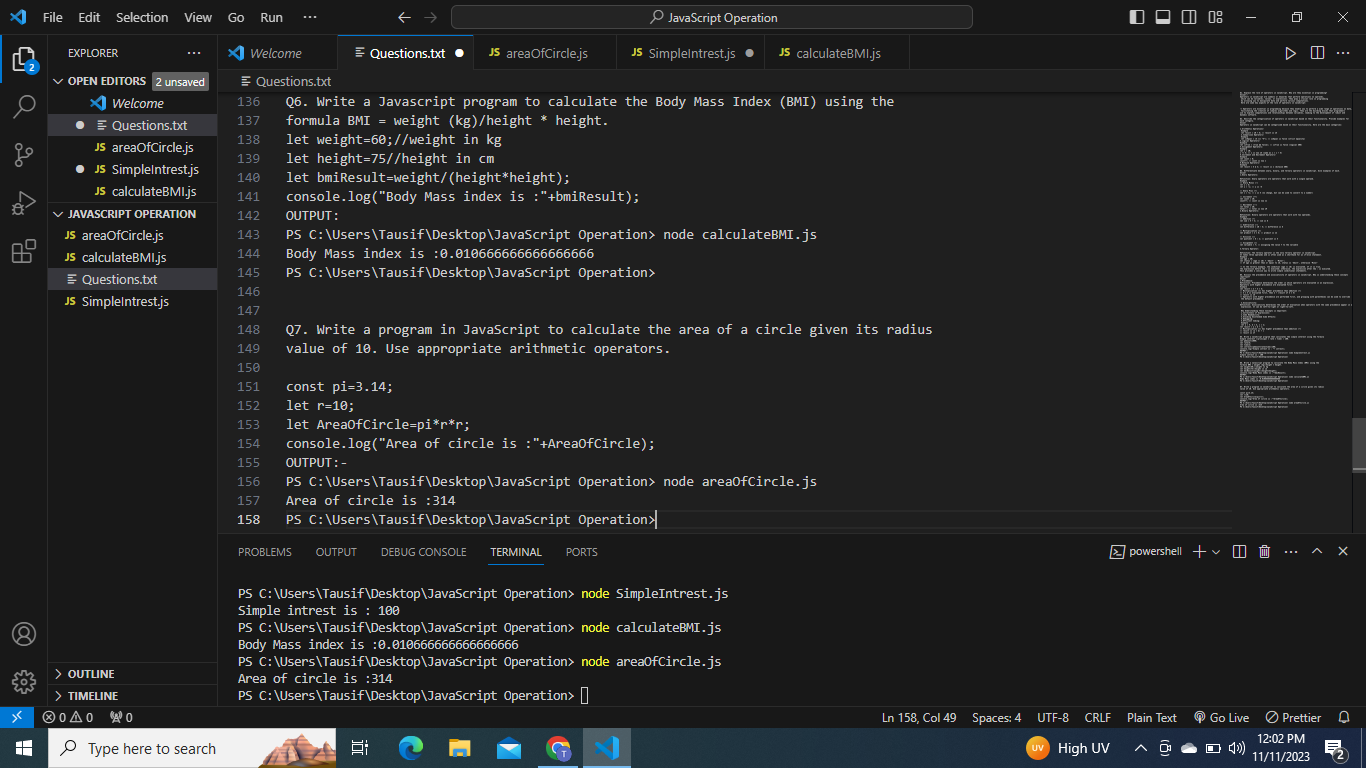 File Edit Selection View Go Run ···
JavaScript Operation
EXPLORER
OPEN EDITORS 2 unsaved
Welcome
Questions.txt
JS areaOfCircle.js
JS SimpleIntrest.js
JS calculateBMI.js
JAVASCRIPT OPERATION
JS areaOfCircle.js
JS calculateBMI.js
Questions.txt
JS SimpleIntrest.js
OUTLINE
TIMELINE
2
Welcome Questions.txt JS areaOfCircle.js JS SimpleIntrest.js JS calculateBMI.js
Questions.txt
136 Q6. Write a Javascript program to calculate the Body Mass Index (BMI) using the
137 formula BMI = weight (kg)/height * height.
138 let weight=60;//weight in kg
139 let height=75//height in cm
140 let bmiResult=weight/(height*height);
141 console.log("Body Mass index is :"+bmiResult);
142 OUTPUT:
143 PS C:\Users\Tausif\Desktop\JavaScript Operation> node calculateBMI.js
144 Body Mass index is :0.010666666666666666
145 PS C:\Users\Tausif\Desktop\JavaScript Operation>
146
147
148 Q7. Write a program in JavaScript to calculate the area of a circle given its radius
149 value of 10. Use appropriate arithmetic operators.
150
151 const pi=3.14;
152 let r=10;
153 let AreaOfCircle=pi*r*r;
154 console.log("Area of circle is :"+AreaOfCircle);
155 OUTPUT:-
156 PS C:\Users\Tausif\Desktop\JavaScript Operation> node areaOfCircle.js
157 Area of circle is :314
158 PS C:\Users\Tausif\Desktop\JavaScript Operation>
PROBLEMS OUTPUT DEBUG CONSOLE TERMINAL PORTS powershell
PS C:\Users\Tausif\Desktop\JavaScript Operation> node SimpleIntrest.js
Simple intrest is : 100
PS C:\Users\Tausif\Desktop\JavaScript Operation> node calculateBMI.js
Body Mass index is :0.010666666666666666
PS C:\Users\Tausif\Desktop\JavaScript Operation> node areaOfCircle.js
Area of circle is :314
PS C:\Users\Tausif\Desktop\JavaScript Operation>
0 0 0 Ln 158, Col 49 Spaces: 4 UTF-8 CRLF Plain Text Go Live Prettier
Type here to search
T
UV High UV
12:02 PM
11/11/2023
2